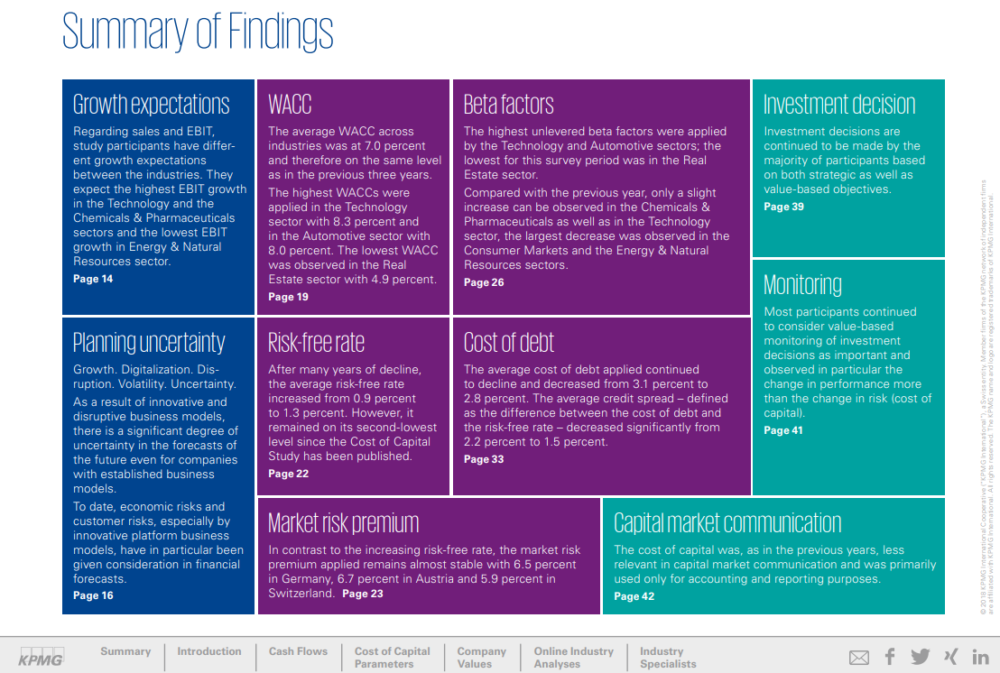 Summary of Findings
Growth expectations
Regarding sales and EBIT,
study participants have differ-
ent growth expectations
between the industries. They
expect the highest EBIT growth
in the Technology and the
Chemicals & Pharmaceuticals
sectors and the lowest EBIT
growth in Energy & Natural
Resources sector.
Page 14
WACC
The average WACC across
industries was at 7.0 percent
and therefore on the same level
as in the previous three years.
The highest WACCs were
applied in the Technology
sector with 8.3 percent and
in the Automotive sector with
8.0 percent. The lowest WACC
was observed in the Real
Estate sector with 4.9 percent.
Page 19
Beta factors
The highest unlevered beta factors were applied
by the Technology and Automotive sectors; the
lowest for this survey period was in the Real
Estate sector.
Compared with the previous year, only a slight
increase can be observed in the Chemicals &
Pharmaceuticals as well as in the Technology
sector, the largest decrease was observed in the
Consumer Markets and the Energy & Natural
Resources sectors.
Page 26
Investment decision
Investment decisions are
continued to be made by the
majority of participants based
on both strategic as well as
value-based objectives.
Page 39
Monitoring
Most participants continued
to consider value-based
monitoring of investment
decisions as important and
observed in particular the
change in performance more
than the change in risk (cost of
capital).
Page 41
Planning uncertainty
Growth. Digitalization. Dis-
ruption. Volatility. Uncertainty.
As a result of innovative and
disruptive business models,
there is a significant degree of
uncertainty in the forecasts of
the future even for companies
with established business
models.
To date, economic risks and
customer risks, especially by
innovative platform business
models, have in particular been
given consideration in financial
forecasts.
Page 16
Risk-free rate
After many years of decline,
the average risk-free rate
increased from 0.9 percent
to 1.3 percent. However, it
remained on its second-lowest
level since the Cost of Capital
Study has been published.
Page 22
Cost of debt
The average cost of debt applied continued
to decline and decreased from 3.1 percent to
2.8 percent. The average credit spread – defined
as the difference between the cost of debt and
the risk-free rate – decreased significantly from
2.2 percent to 1.5 percent.
Page 33
Market risk premium
In contrast to the increasing risk-free rate, the market risk
premium applied remains almost stable with 6.5 percent
in Germany, 6.7 percent in Austria and 5.9 percent in
Switzerland. Page 23
Capital market communication
The cost of capital was, as in the previous years, less
relevant in capital market communication and was primarily
used only for accounting and reporting purposes.
Page 42
© 2018 KPMG International Cooperative ("KPMG International"), a Swiss entity. Member firms of the KPMG network of independent firms
are affiliated with KPMG International. All rights reserved. The KPMG name and logo are registered trademarks of KPMG International.
KPMG
Summary
Introduction
Cash Flows
Cost of Capital
Parameters
Company
Values
Online Industry
Analyses
Industry
Specialists